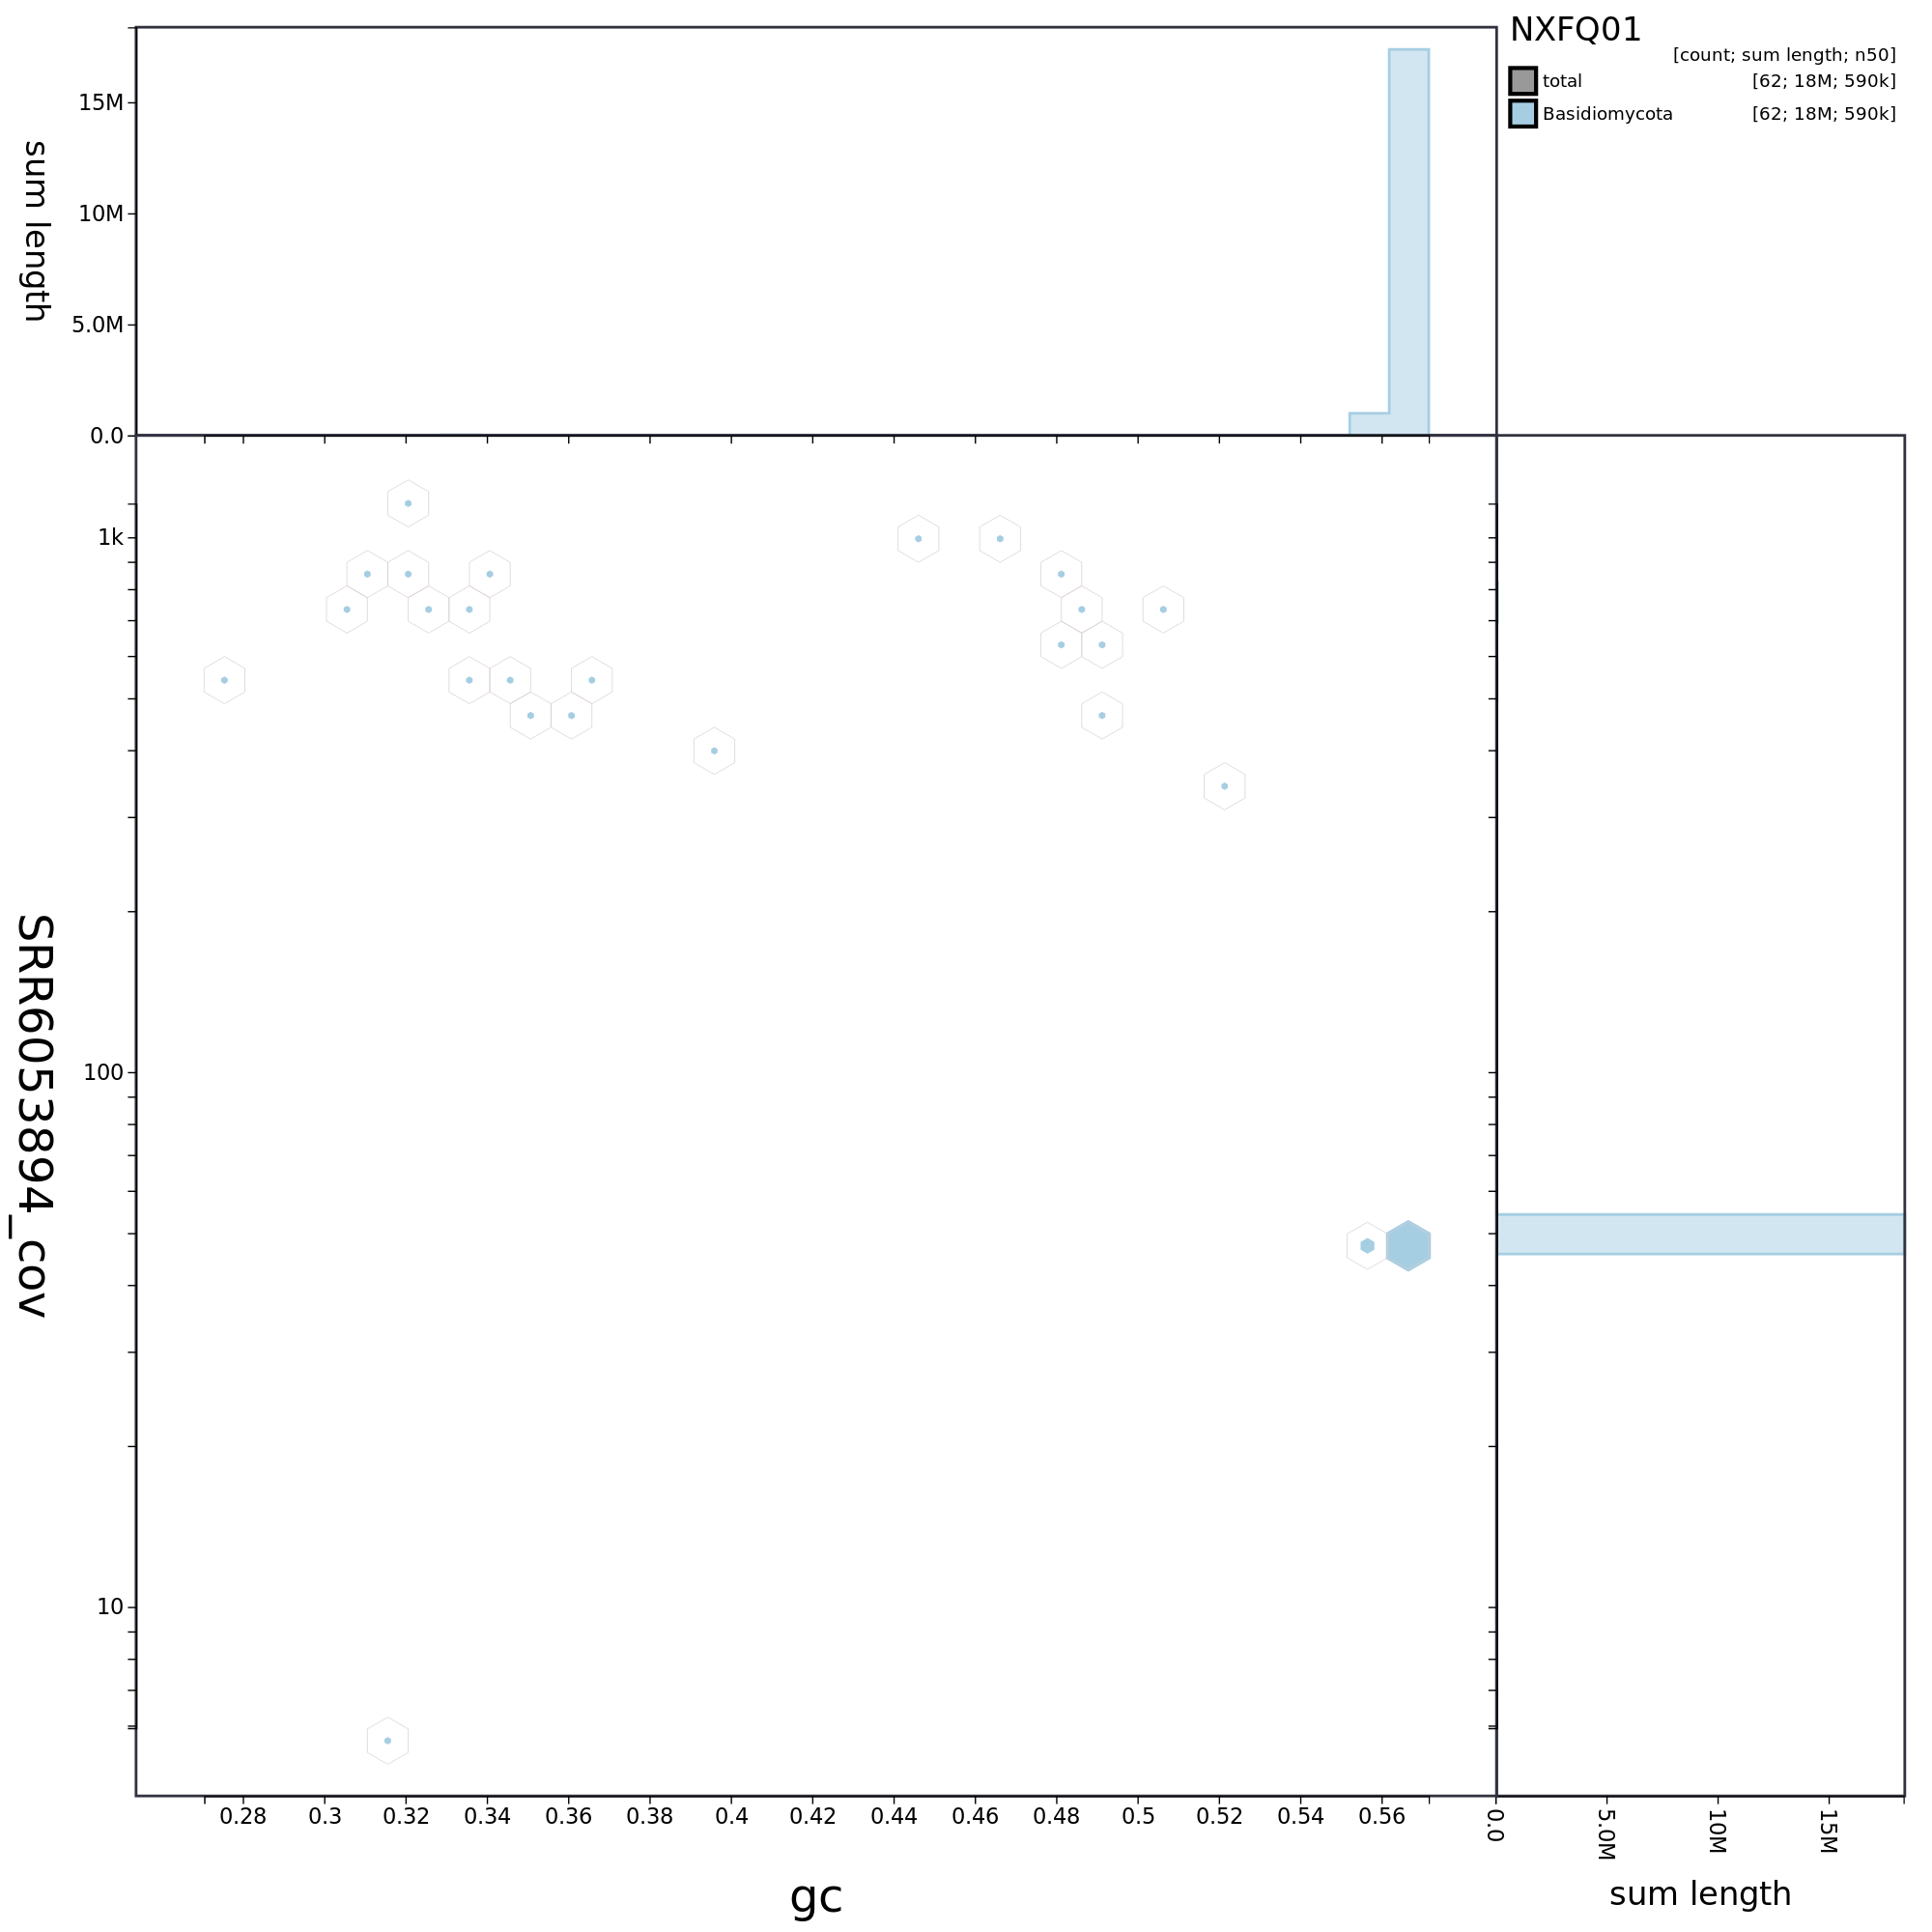 NXFQ01
[count; sum length; n50]
total [62; 18M; 590k]
Basidiomycota [62; 18M; 590k]
sum length
15M
10M
5.0M
0.0
SRR6053894_cov
1k
100
10
0.28 0.3 0.32 0.34 0.36 0.38 0.4 0.42 0.44 0.46 0.48 0.5 0.52 0.54 0.56
gc
0.0 5.0M 10M 15M
sum length